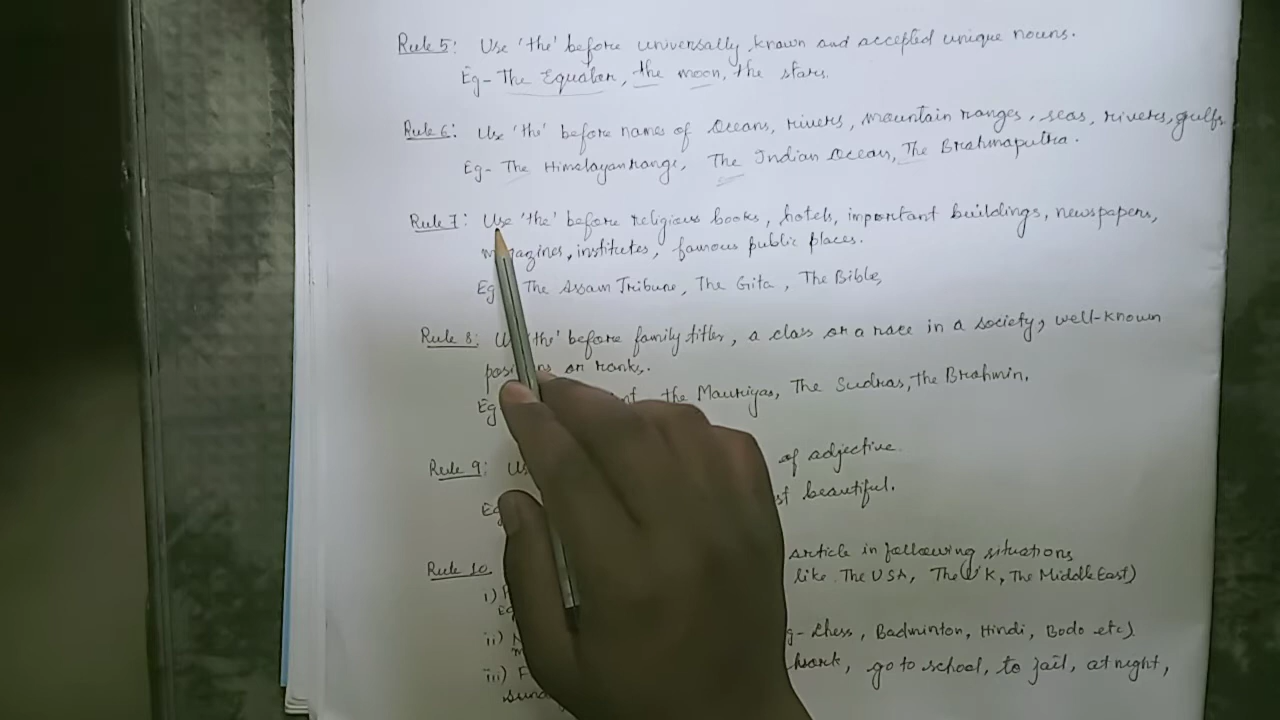 Rule 5: Use 'the' before universally known and accepted unique nouns.
Eg- The Equator, the moon, the stars.
Rule 6: Use 'the' before names of Oceans, rivers, mountain ranges, seas, rivers, gulfs.
Eg- The Himalayan range, The Indian Ocean, The Brahmaputra.
Rule 7: Use 'the' before religious books, hotels, important buildings, newspapers,
magazines, institutes, famous public places.
Eg The Assam Tribune, The Gita, The Bible,
Rule 8: 'the' before family titles, a class or a race in a society, well-known
or ranks.
Eg the Mauriyas, The Sudras, the Brahmin.
Rule 9: of adjective.
beautiful.
Rule 10 article in following situations
i) like The USA, The UK, The Middle East)
ii) Chess, Badminton, Hindi, Bodo etc).
iii) go to school, to jail, at night,